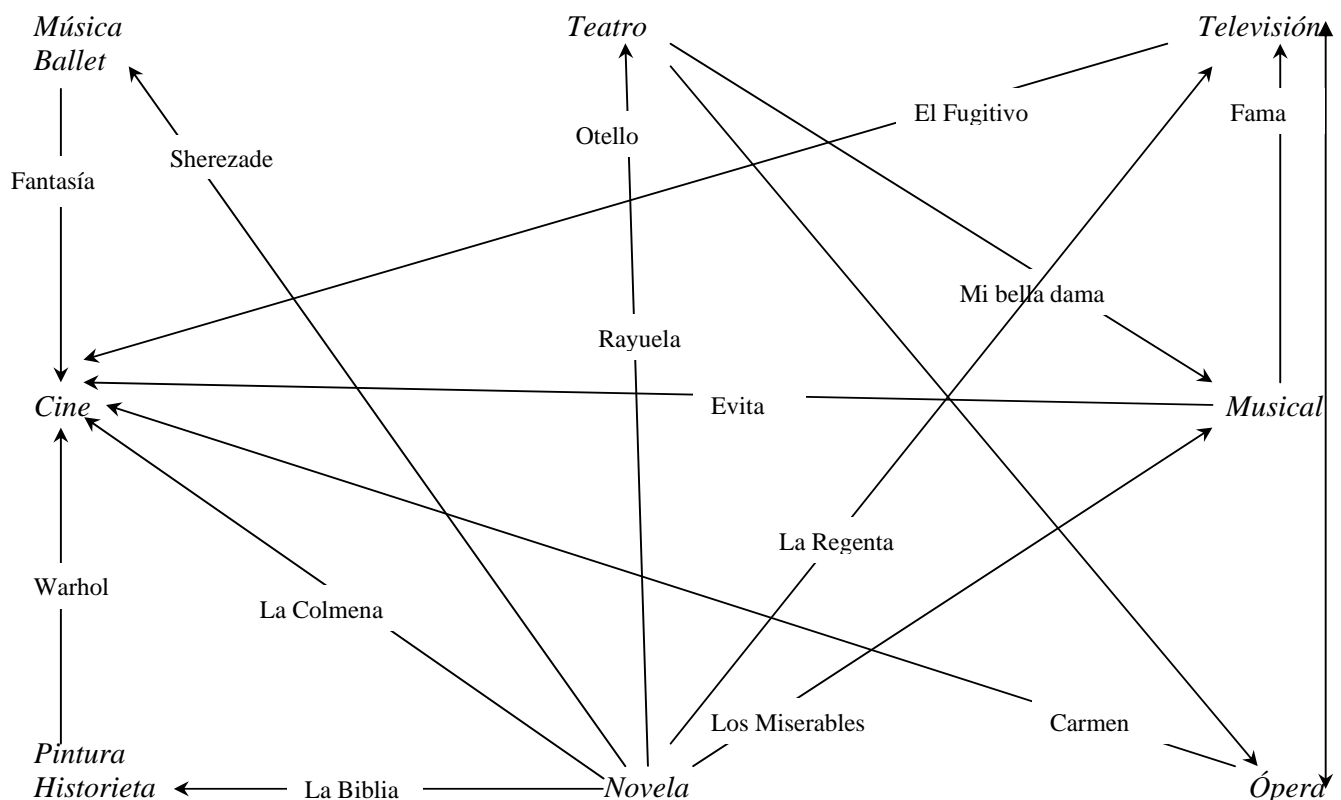 Música
Ballet
Teatro
Televisión
El Fugitivo
Fama
Otello
Sherezade
Fantasía
Mi bella dama
Rayuela
Cine
Evita
Musical
La Regenta
Warhol
La Colmena
Los Miserables
Carmen
Pintura
Historieta
La Biblia
Novela
Ópera